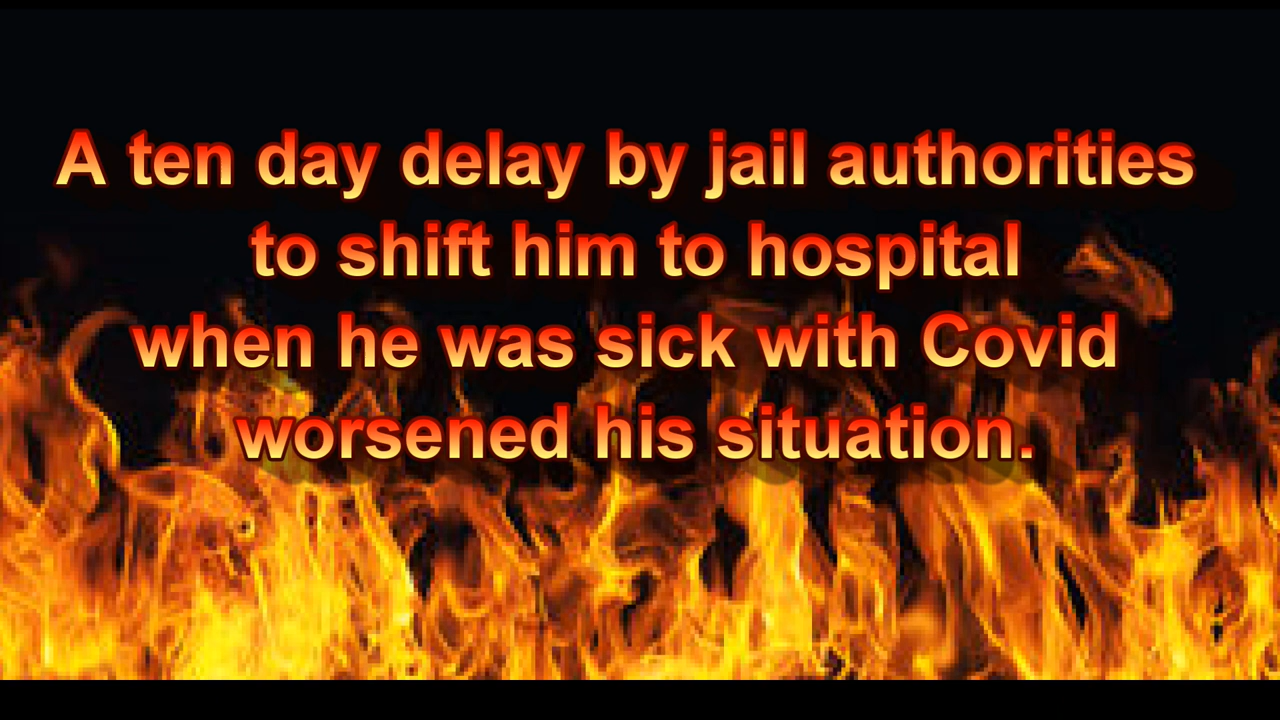 A ten day delay by jail authorities
to shift him to hospital
when he was sick with Covid
worsened his situation.